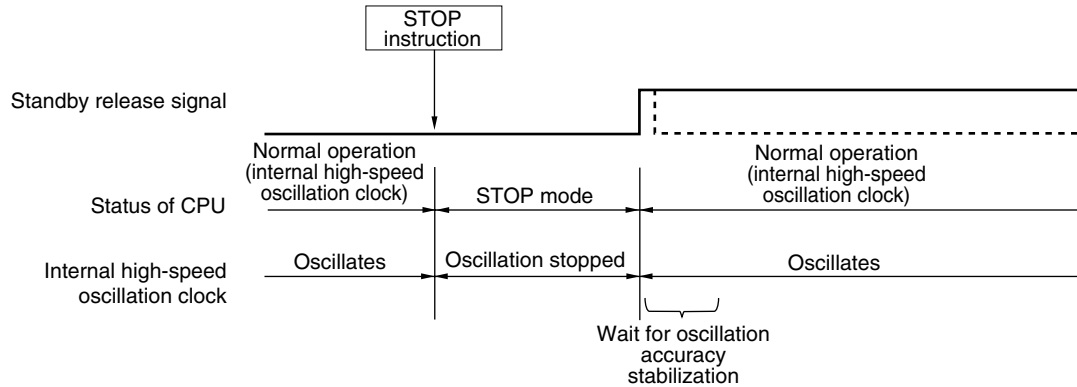 STOP
instruction
Standby release signal
Normal operation
(internal high-speed
oscillation clock)
Normal operation
(internal high-speed
oscillation clock)
Status of CPU
STOP mode
Internal high-speed
oscillation clock
Oscillates
Oscillation stopped
Oscillates
Wait for oscillation
accuracy
stabilization